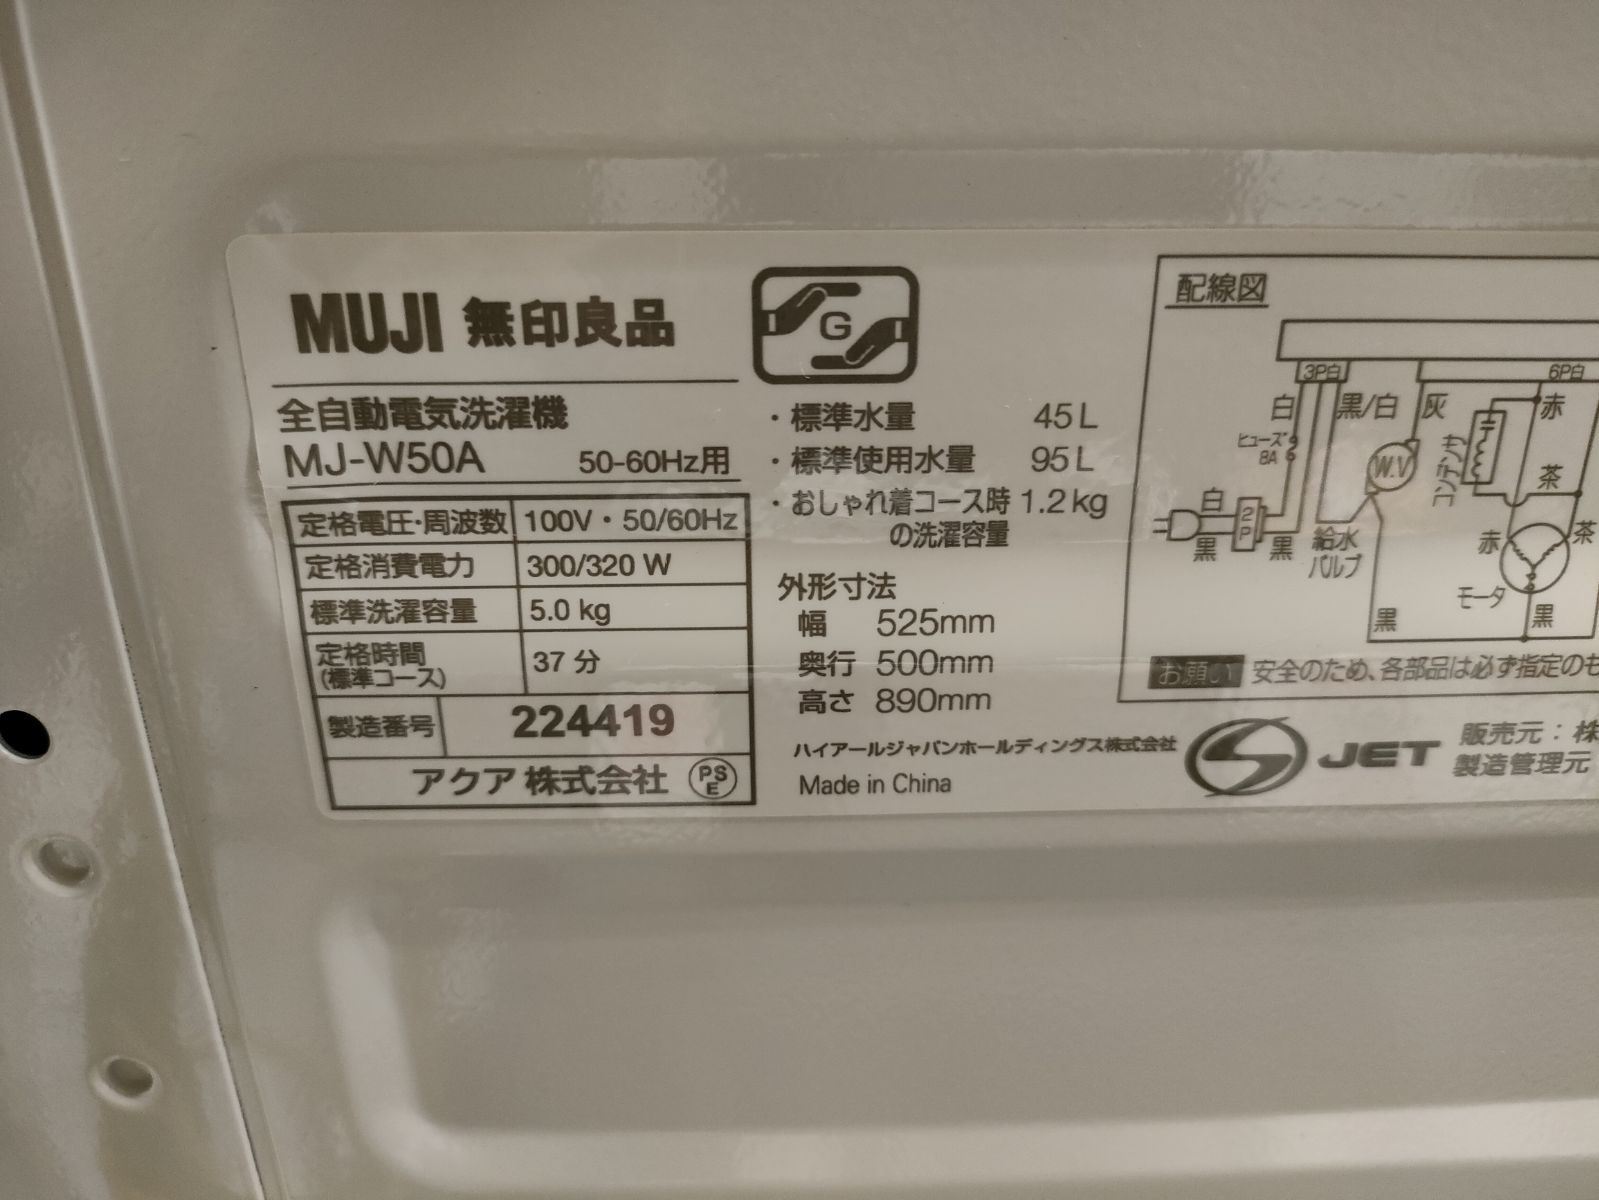 MUJI 無印良品
全自動電気洗濯機
MJ-W50A 50-60Hz用
定格電圧・周波数 100V・50/60Hz
定格消費電力 300/320 W
標準洗濯容量 5.0 kg
定格時間 37 分
(標準コース)
製造番号 224419
アクア 株式会社 PSE
G
・標準水量 45 L
・標準使用水量 95 L
・おしゃれ着コース時 1.2 kg
の洗濯容量
外形寸法
幅 525mm
奥行 500mm
高さ 890mm
ハイアールジャパンホールディングス株式会社
Made in China
配線図
3P白 6P白
白 黒/白 灰 赤
ヒューズ
8A
W.V
コンデンサ
茶
白
2P
黒 黒
給水
バルブ
赤 茶
モータ
黒 黒
お願い 安全のため、各部品は必ず指定のも
JET
販売元：株
製造管理元